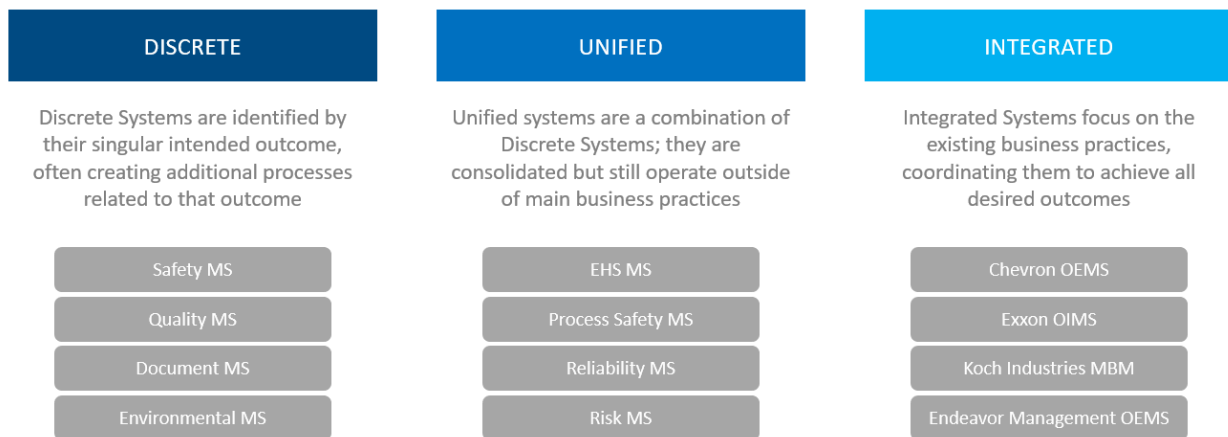 DISCRETE
Discrete Systems are identified by
their singular intended outcome,
often creating additional processes
related to that outcome
Safety MS
Quality MS
Document MS
Environmental MS
UNIFIED
Unified systems are a combination of
Discrete Systems; they are
consolidated but still operate outside
of main business practices
EHS MS
Process Safety MS
Reliability MS
Risk MS
INTEGRATED
Integrated Systems focus on the
existing business practices,
coordinating them to achieve all
desired outcomes
Chevron OEMS
Exxon OIMS
Koch Industries MBM
Endeavor Management OEMS